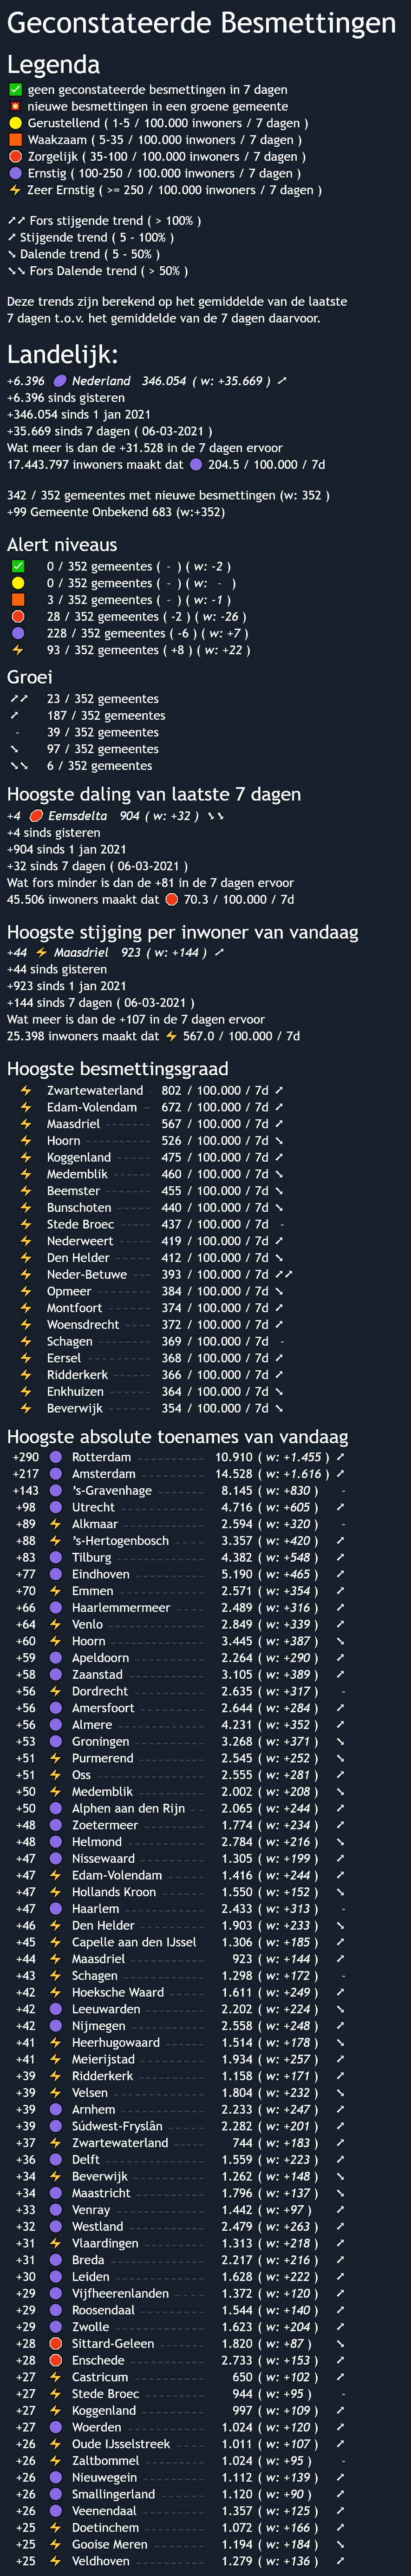 Geconstateerde Besmettingen
Legenda
geen geconstateerde besmettingen in 7 dagen
nieuwe besmettingen in een groene gemeente
Gerustellend ( 1-5 / 100.000 inwoners / 7 dagen )
Waakzaam ( 5-35 / 100.000 inwoners / 7 dagen )
Zorgelijk ( 35-100 / 100.000 inwoners / 7 dagen )
Ernstig ( 100-250 / 100.000 inwoners / 7 dagen )
Zeer Ernstig ( >= 250 / 100.000 inwoners / 7 dagen )
➚➚ Fors stijgende trend ( > 100% )
➚ Stijgende trend ( 5 - 100% )
➘ Dalende trend ( 5 - 50% )
➘➘ Fors Dalende trend ( > 50% )
Deze trends zijn berekend op het gemiddelde van de laatste
7 dagen t.o.v. het gemiddelde van de 7 dagen daarvoor.
Landelijk:
+6.396 Nederland 346.054 ( w: +35.669 ) ➚
+6.396 sinds gisteren
+346.054 sinds 1 jan 2021
+35.669 sinds 7 dagen ( 06-03-2021 )
Wat meer is dan de +31.528 in de 7 dagen ervoor
17.443.797 inwoners maakt dat 204.5 / 100.000 / 7d
342 / 352 gemeentes met nieuwe besmettingen (w: 352 )
+99 Gemeente Onbekend 683 (w:+352)
Alert niveaus
0 / 352 gemeentes ( - ) ( w: -2 )
0 / 352 gemeentes ( - ) ( w: - )
3 / 352 gemeentes ( - ) ( w: -1 )
28 / 352 gemeentes ( -2 ) ( w: -26 )
228 / 352 gemeentes ( -6 ) ( w: +7 )
93 / 352 gemeentes ( +8 ) ( w: +22 )
Groei
➚➚ 23 / 352 gemeentes
➚ 187 / 352 gemeentes
- 39 / 352 gemeentes
➘ 97 / 352 gemeentes
➘➘ 6 / 352 gemeentes
Hoogste daling van laatste 7 dagen
+4 Eemsdelta 904 ( w: +32 ) ➘➘
+4 sinds gisteren
+904 sinds 1 jan 2021
+32 sinds 7 dagen ( 06-03-2021 )
Wat fors minder is dan de +81 in de 7 dagen ervoor
45.506 inwoners maakt dat 70.3 / 100.000 / 7d
Hoogste stijging per inwoner van vandaag
+44 Maasdriel 923 ( w: +144 ) ➚
+44 sinds gisteren
+923 sinds 1 jan 2021
+144 sinds 7 dagen ( 06-03-2021 )
Wat meer is dan de +107 in de 7 dagen ervoor
25.398 inwoners maakt dat 567.0 / 100.000 / 7d
Hoogste besmettingsgraad
Zwartewaterland 802 / 100.000 / 7d ➚
Edam-Volendam 672 / 100.000 / 7d ➚
Maasdriel 567 / 100.000 / 7d ➚
Hoorn 526 / 100.000 / 7d ➘
Koggenland 475 / 100.000 / 7d ➚
Medemblik 460 / 100.000 / 7d ➘
Beemster 455 / 100.000 / 7d ➘
Bunschoten 440 / 100.000 / 7d ➘
Stede Broec 437 / 100.000 / 7d -
Nederweert 419 / 100.000 / 7d ➚
Den Helder 412 / 100.000 / 7d ➘
Neder-Betuwe 393 / 100.000 / 7d ➚➚
Opmeer 384 / 100.000 / 7d ➘
Montfoort 374 / 100.000 / 7d ➚
Woensdrecht 372 / 100.000 / 7d ➚
Schagen 369 / 100.000 / 7d -
Eersel 368 / 100.000 / 7d ➚
Ridderkerk 366 / 100.000 / 7d ➚
Enkhuizen 364 / 100.000 / 7d ➘
Beverwijk 354 / 100.000 / 7d ➘
Hoogste absolute toenames van vandaag
+290 Rotterdam 10.910 ( w: +1.455 ) ➚
+217 Amsterdam 14.528 ( w: +1.616 ) ➚
+143 's-Gravenhage 8.145 ( w: +830 ) -
+98 Utrecht 4.716 ( w: +605 ) ➚
+89 Alkmaar 2.594 ( w: +320 ) -
+88 's-Hertogenbosch 3.357 ( w: +420 ) ➚
+83 Tilburg 4.382 ( w: +548 ) ➚
+77 Eindhoven 5.190 ( w: +465 ) ➚
+70 Emmen 2.571 ( w: +354 ) ➚
+66 Haarlemmermeer 2.489 ( w: +316 ) ➚
+64 Venlo 2.849 ( w: +339 ) ➚
+60 Hoorn 3.445 ( w: +387 ) ➘
+59 Apeldoorn 2.264 ( w: +290 ) ➚
+58 Zaanstad 3.105 ( w: +389 ) ➚
+56 Dordrecht 2.635 ( w: +317 ) -
+56 Amersfoort 2.644 ( w: +284 ) ➚
+56 Almere 4.231 ( w: +352 ) ➚
+53 Groningen 3.268 ( w: +371 ) ➘
+51 Purmerend 2.545 ( w: +252 ) ➘
+51 Oss 2.555 ( w: +281 ) ➚
+50 Medemblik 2.002 ( w: +208 ) ➘
+50 Alphen aan den Rijn 2.065 ( w: +244 ) ➚
+48 Zoetermeer 1.774 ( w: +234 ) ➚
+48 Helmond 2.784 ( w: +216 ) ➘
+47 Nissewaard 1.305 ( w: +199 ) ➚
+47 Edam-Volendam 1.416 ( w: +244 ) ➚
+47 Hollands Kroon 1.550 ( w: +152 ) ➘
+47 Haarlem 2.433 ( w: +313 ) -
+46 Den Helder 1.903 ( w: +233 ) ➘
+45 Capelle aan den IJssel 1.306 ( w: +185 ) ➚
+44 Maasdriel 923 ( w: +144 ) ➚
+43 Schagen 1.298 ( w: +172 ) -
+42 Hoeksche Waard 1.611 ( w: +249 ) ➚
+42 Leeuwarden 2.202 ( w: +224 ) ➘
+42 Nijmegen 2.558 ( w: +248 ) ➚
+41 Heerhugowaard 1.514 ( w: +178 ) ➘
+41 Meierijstad 1.934 ( w: +257 ) ➚
+39 Ridderkerk 1.158 ( w: +171 ) ➚
+39 Velsen 1.804 ( w: +232 ) ➘
+39 Arnhem 2.233 ( w: +247 ) ➚
+39 Súdwest-Fryslân 2.282 ( w: +201 ) ➚
+37 Zwartewaterland 744 ( w: +183 ) ➚
+36 Delft 1.559 ( w: +223 ) ➚
+34 Beverwijk 1.262 ( w: +148 ) ➘
+34 Maastricht 1.796 ( w: +137 ) ➘
+33 Venray 1.442 ( w: +97 ) ➚
+32 Westland 2.479 ( w: +263 ) ➚
+31 Vlaardingen 1.313 ( w: +218 ) ➚
+31 Breda 2.217 ( w: +216 ) ➚
+30 Leiden 1.628 ( w: +222 ) ➚
+29 Vijfheerenlanden 1.372 ( w: +120 ) ➚
+29 Roosendaal 1.544 ( w: +140 ) ➚
+29 Zwolle 1.623 ( w: +204 ) ➚
+28 Sittard-Geleen 1.820 ( w: +87 ) ➘
+28 Enschede 2.733 ( w: +153 ) ➚
+27 Castricum 650 ( w: +102 ) ➚
+27 Stede Broec 944 ( w: +95 ) -
+27 Koggenland 997 ( w: +109 ) ➚
+27 Woerden 1.024 ( w: +120 ) ➚
+26 Oude IJsselstreek 1.011 ( w: +107 ) ➚
+26 Zaltbommel 1.024 ( w: +95 ) -
+26 Nieuwegein 1.112 ( w: +139 ) ➚
+26 Smallingerland 1.120 ( w: +90 ) ➚
+26 Veenendaal 1.357 ( w: +125 ) ➚
+25 Doetinchem 1.072 ( w: +166 ) ➚
+25 Gooise Meren 1.194 ( w: +184 ) ➘
+25 Veldhoven 1.279 ( w: +136 ) ➚